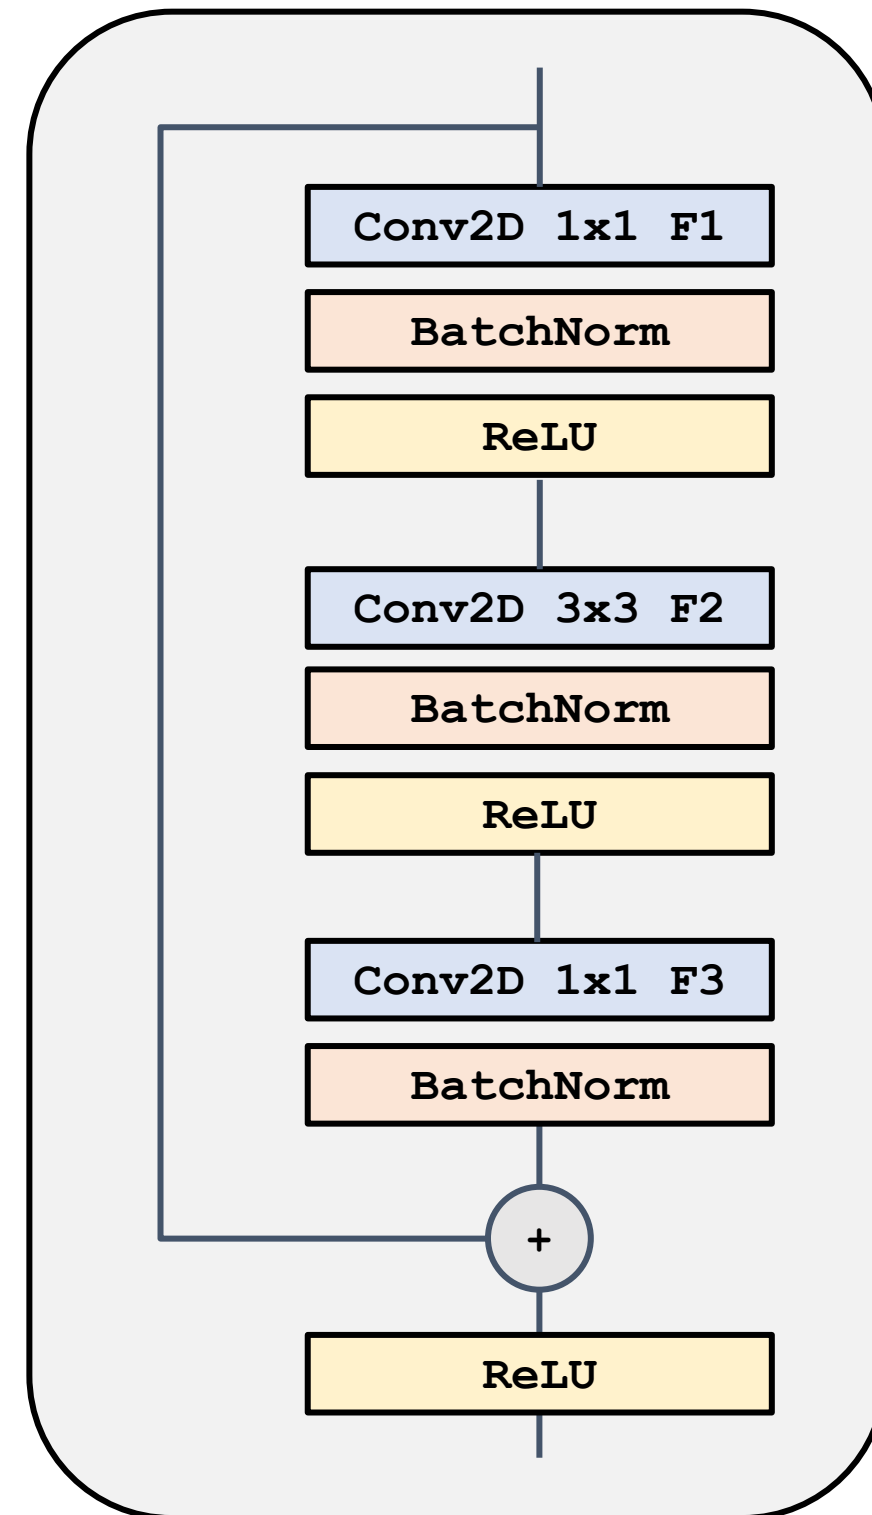 Conv2D 1x1 F1
BatchNorm
ReLU
Conv2D 3x3 F2
BatchNorm
ReLU
Conv2D 1x1 F3
BatchNorm
+
ReLU